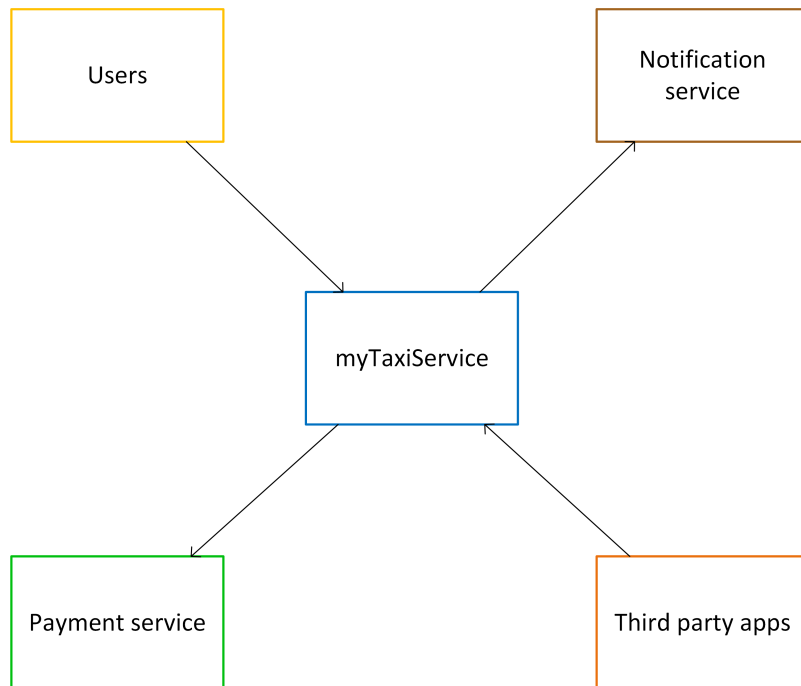 Users
Notification
service
myTaxiService
Payment service
Third party apps